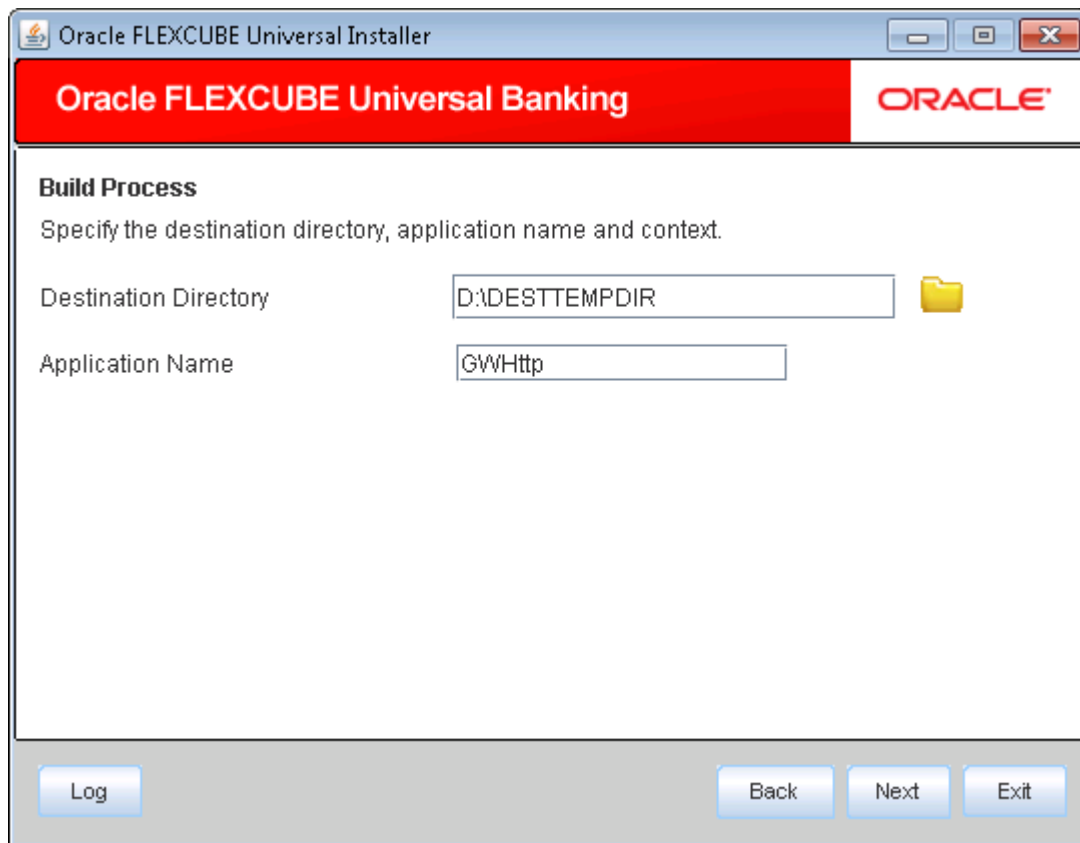 Oracle FLEXCUBE Universal Installer
Oracle FLEXCUBE Universal Banking
ORACLE
Build Process
Specify the destination directory, application name and context.
Destination Directory
D:\DESTTEMPDIR
Application Name
GWHttp
Log
Back
Next
Exit